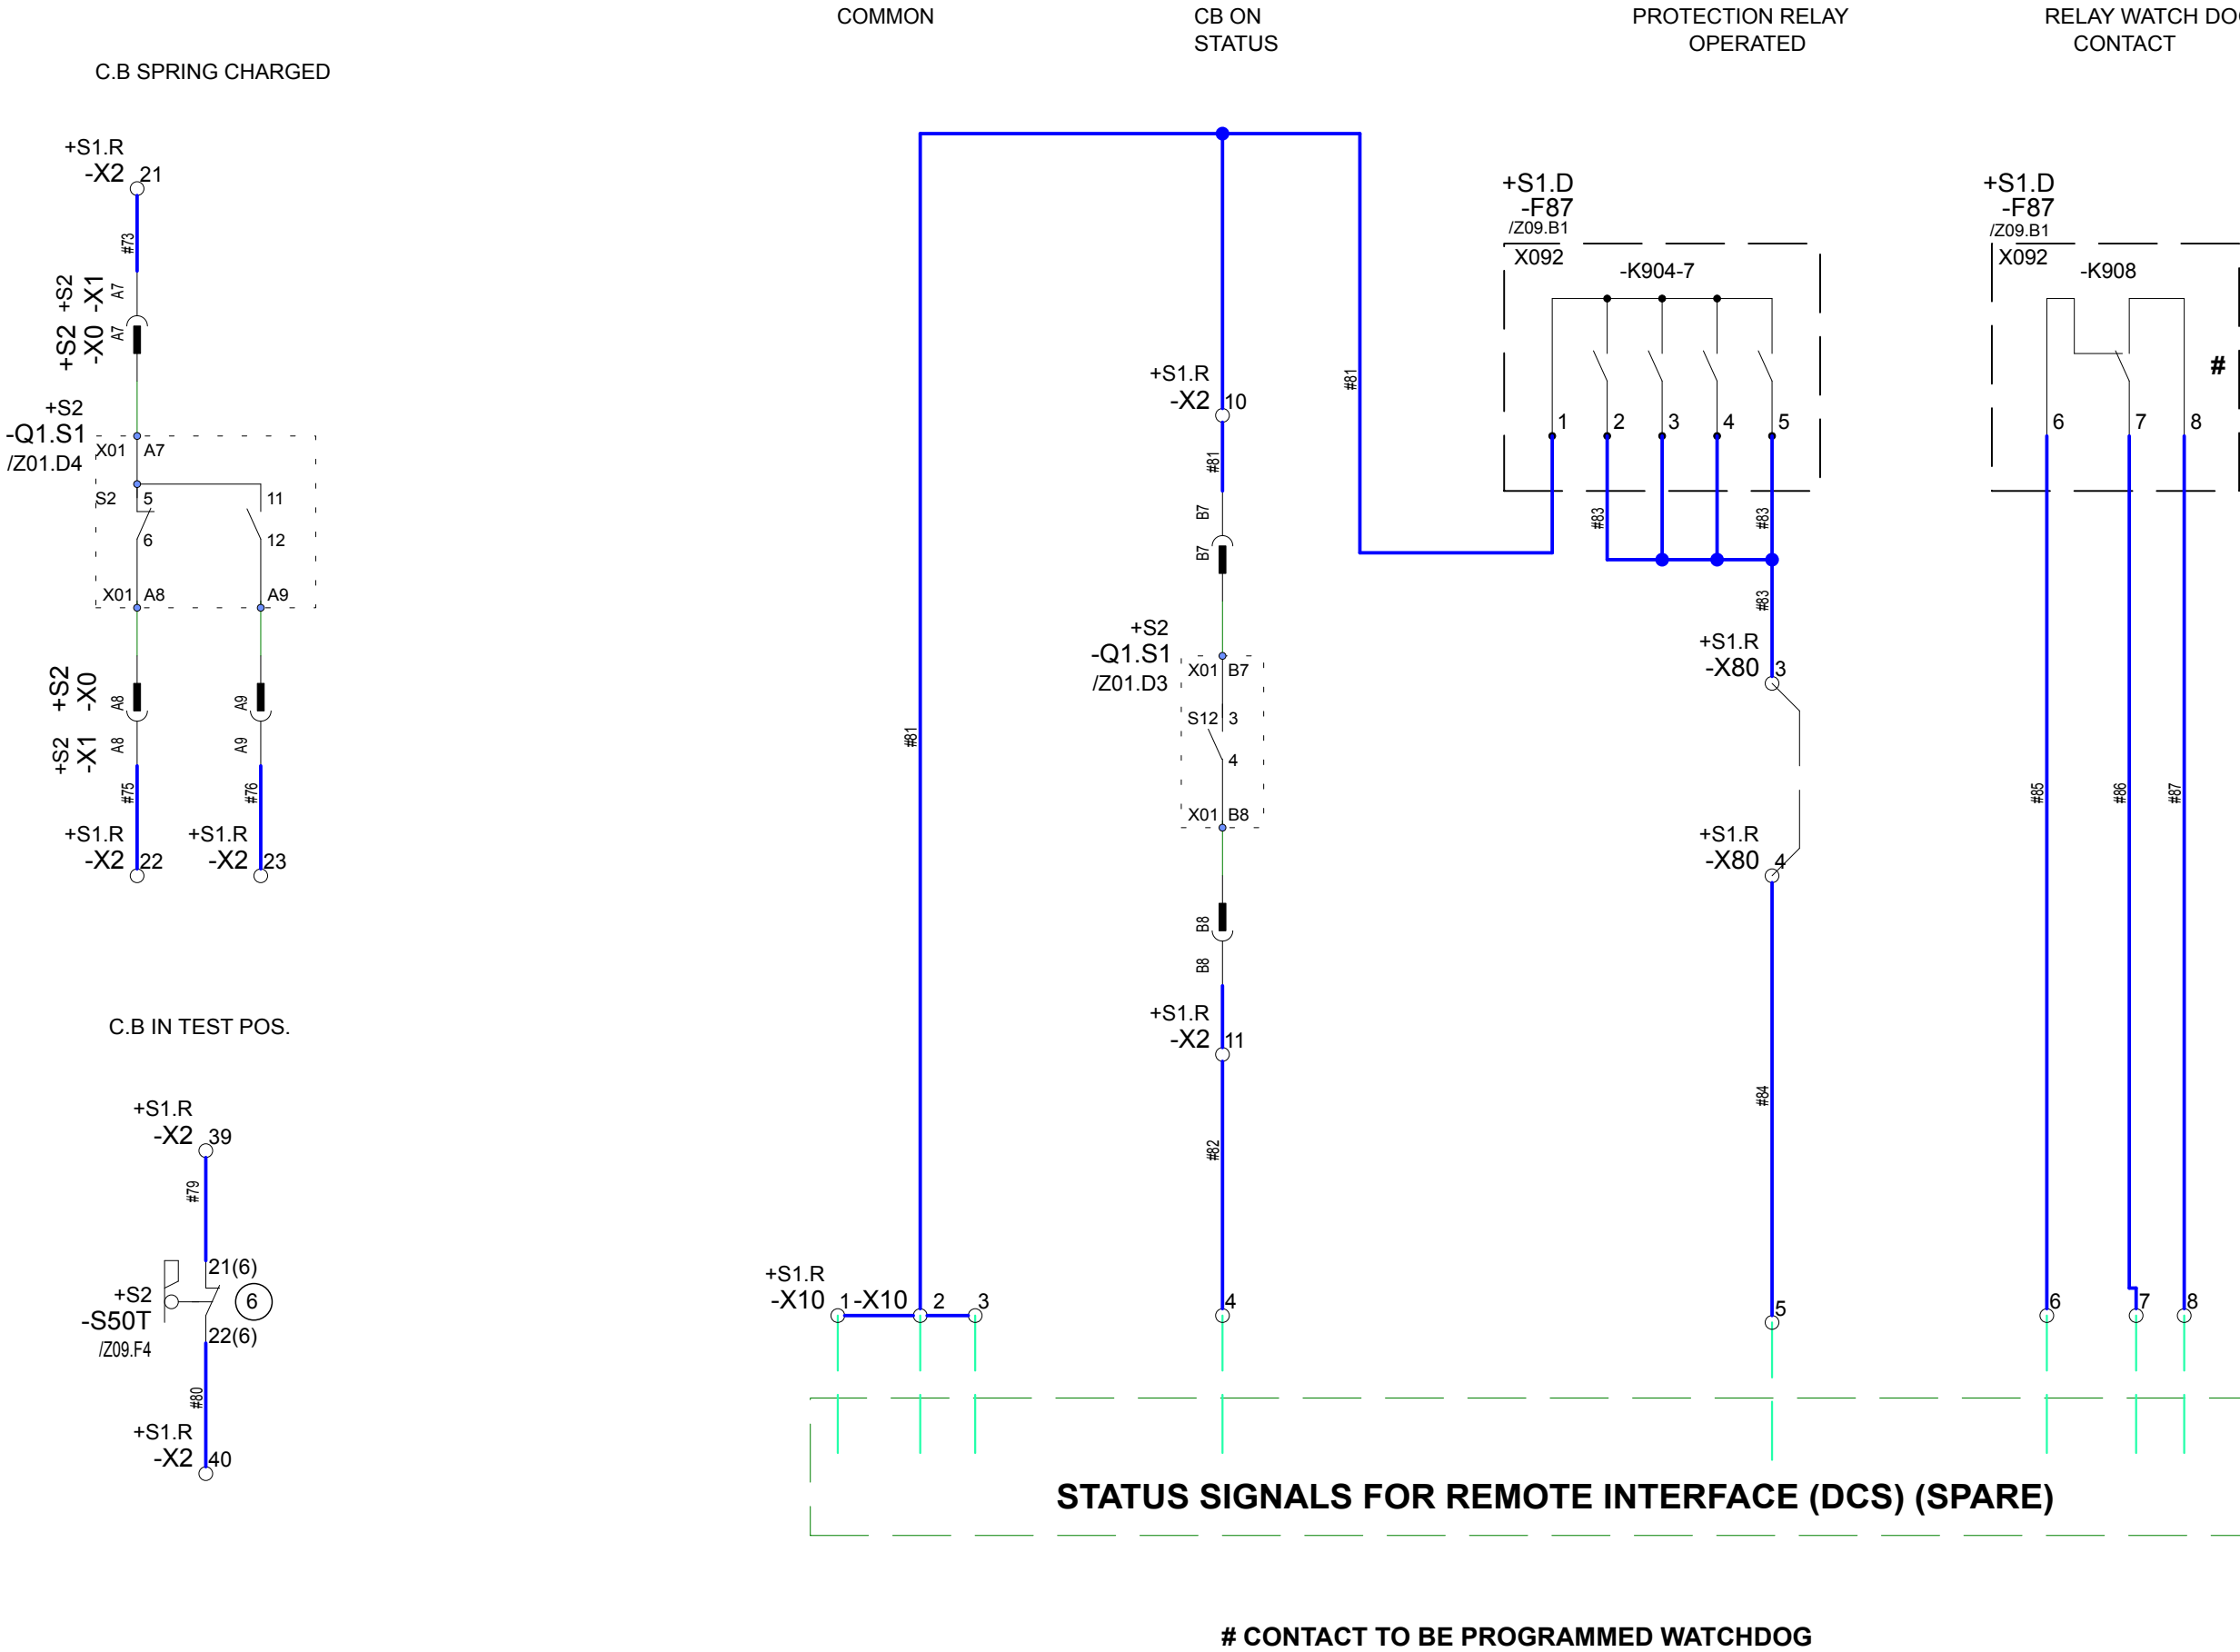 COMMON
CB ON
STATUS
PROTECTION RELAY
OPERATED
RELAY WATCH
CONTACT
C.B SPRING CHARGED
+S1.R
-X2 21
#73
+S2
-X1
A7
+S2
-X0
A7
+S2
-Q1.S1
/Z01.D4
X01 A7
S2 5 11
6 12
X01 A8 A9
+S2
-X0
A8 A9
+S2
-X1
A8 A9
#75 #76
+S1.R
-X2 22
+S1.R
-X2 23
C.B IN TEST POS.
+S1.R
-X2 39
#79
21(6)
+S2
-S50T
/Z09.F4
6
22(6)
#80
+S1.R
-X2 40
#81
+S1.R
-X10 1 -X10 2 3
+S1.R
-X2 10
#81
B7
B7
+S2
-Q1.S1
/Z01.D3
X01 B7
S12 3
4
X01 B8
B8
B8
+S1.R
-X2 11
#82
4
#81
+S1.D
-F87
/Z09.B1
X092
-K904-7
1 2 3 4 5
#83 #83
#83
+S1.R
-X80 3
+S1.R
-X80 4
#84
5
+S1.D
-F87
/Z09.B1
X092
-K908
#
6 7 8
#85 #86 #87
6 7 8
STATUS SIGNALS FOR REMOTE INTERFACE (DCS) (SPARE)
# CONTACT TO BE PROGRAMMED WATCHDOG